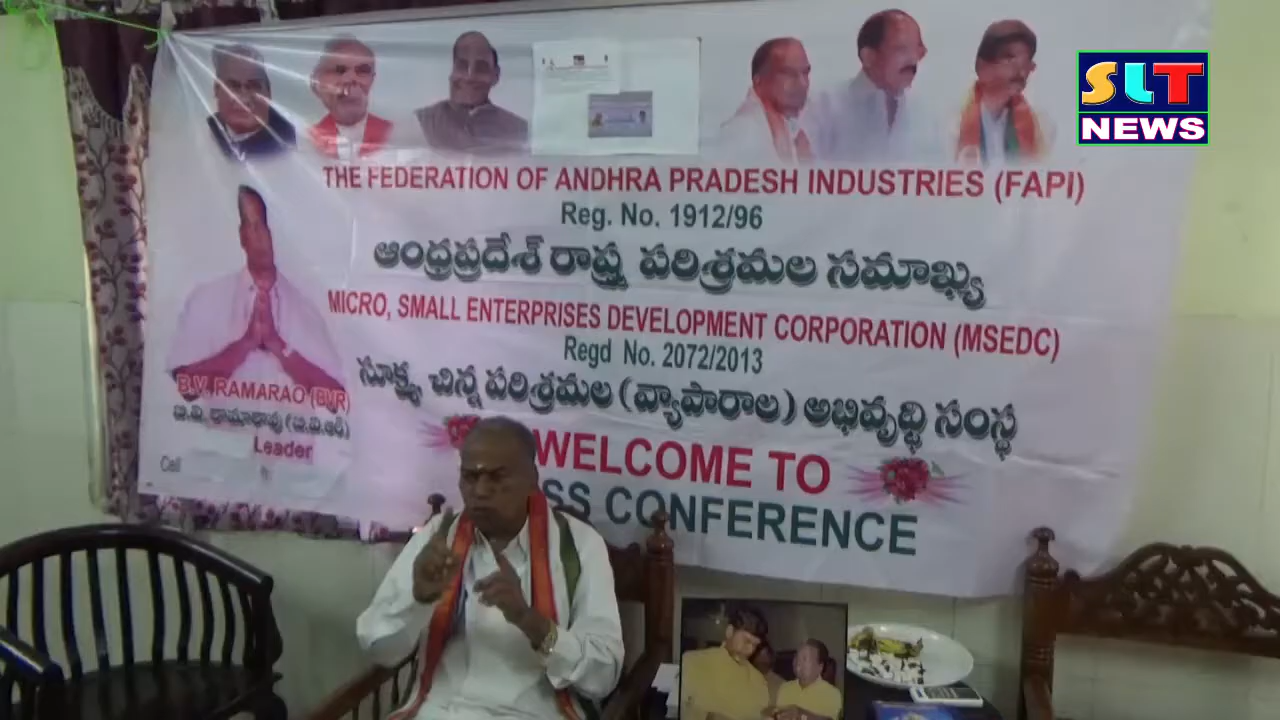 SLT
NEWS
THE FEDERATION OF ANDHRA PRADESH INDUSTRIES (FAPI)
Reg. No. 1912/96
ఆంధ్రప్రదేశ్ రాష్ట్ర పరిశ్రమల సమాఖ్య
MICRO, SMALL ENTERPRISES DEVELOPMENT CORPORATION (MSEDC)
Regd No. 2072/2013
సూక్ష్మ, చిన్న పరిశ్రమల (వ్యాపారాల) అభివృద్ధి సంస్థ
B.V. RAMARAO (BVR)
బి.వి. రామారావు (బి.వి.ఆర్)
Leader
Cell
WELCOME TO
SS CONFERENCE